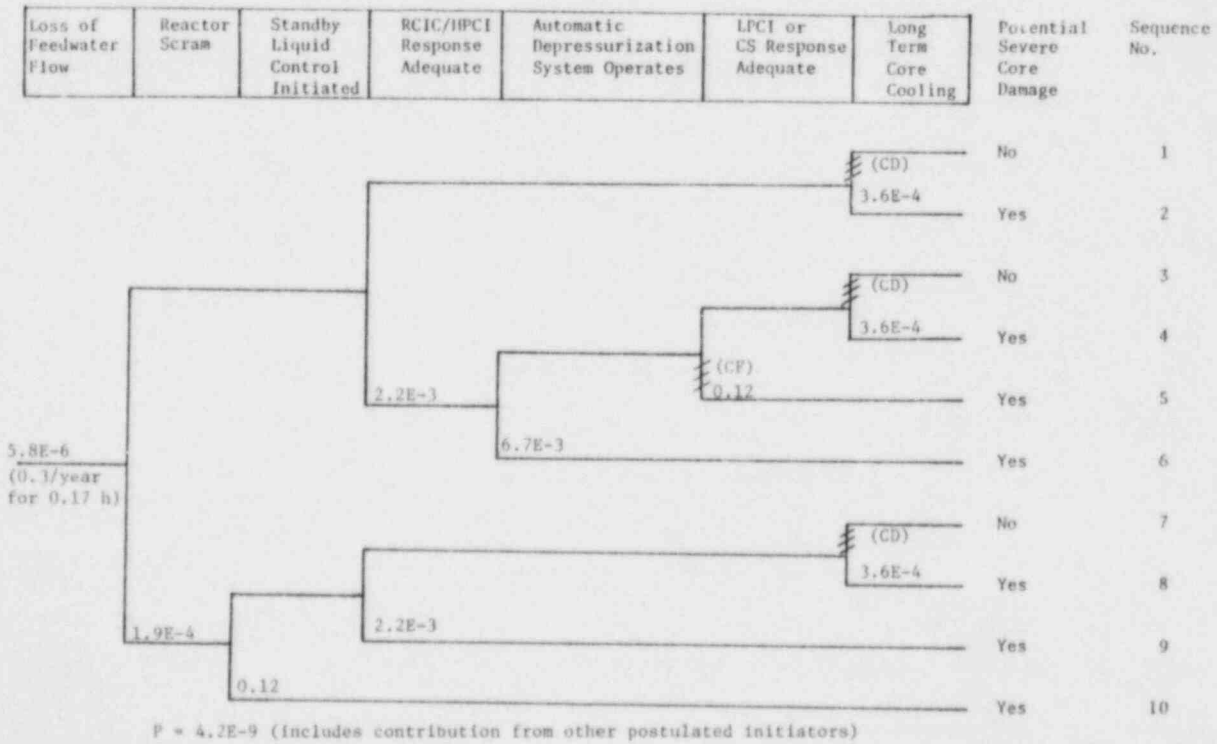 Loss of Feedwater Flow
Reactor Scram
Standby Liquid Control Initiated
RCIC/HPCI Response Adequate
Automatic Depressurization System Operates
LPCI or CS Response Adequate
Long Term Core Cooling
Potential Severe Core Damage
Sequence No.
(CD)
No 1
3.6E-4
Yes 2
(CD)
No 3
3.6E-4
Yes 4
(CF)
2.2E-3
0.12
Yes 5
5.8E-6
6.7E-3
Yes 6
(0.3/year
for 0.17 h)
No 7
(CD)
3.6E-4
Yes 8
1.9E-4
2.2E-3
Yes 9
0.12
Yes 10
P = 4.2E-9 (includes contribution from other postulated initiators)